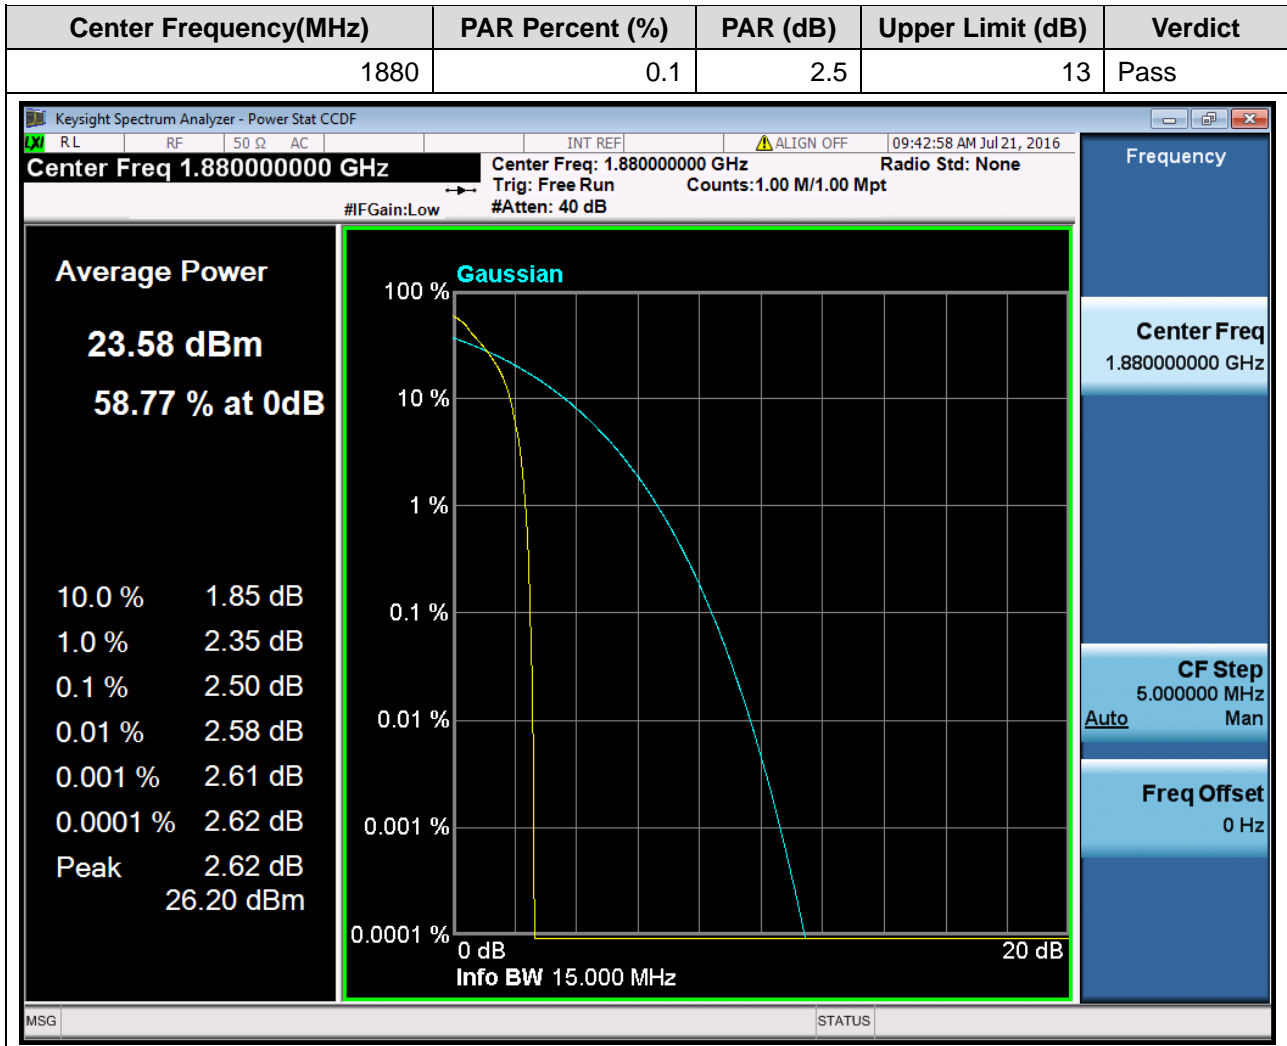 Center Frequency(MHz) PAR Percent (%) PAR (dB) Upper Limit (dB) Verdict
1880 0.1 2.5 13 Pass
Keysight Spectrum Analyzer - Power Stat CCDF
LXI RL RF 50 Ω AC INT REF ALIGN OFF 09:42:58 AM Jul 21, 2016
Center Freq 1.880000000 GHz
#IFGain:Low
Center Freq: 1.880000000 GHz Radio Std: None
Trig: Free Run Counts:1.00 M/1.00 Mpt
#Atten: 40 dB
Average Power
23.58 dBm
58.77 % at 0dB
10.0 % 1.85 dB
1.0 % 2.35 dB
0.1 % 2.50 dB
0.01 % 2.58 dB
0.001 % 2.61 dB
0.0001 % 2.62 dB
Peak 2.62 dB
26.20 dBm
Gaussian
100 %
10 %
1 %
0.1 %
0.01 %
0.001 %
0.0001 %
0 dB 20 dB
Info BW 15.000 MHz
Frequency
Center Freq
1.880000000 GHz
CF Step
5.000000 MHz
Auto Man
Freq Offset
0 Hz
MSG STATUS